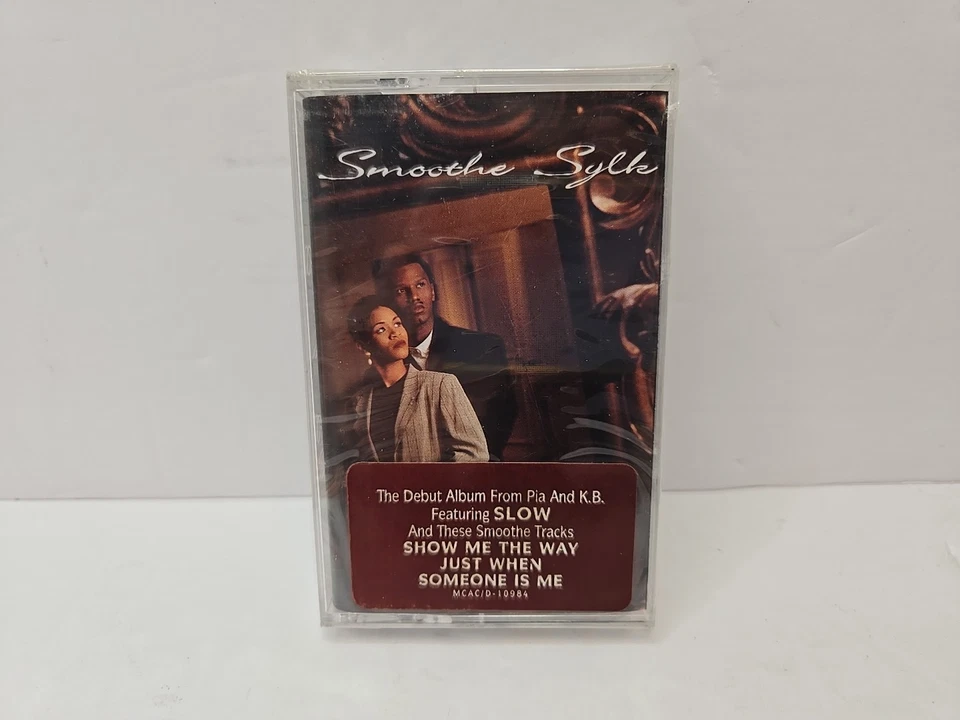 Smoothe Sylk
The Debut Album From Pia And K.B.
Featuring SLOW
And These Smoothe Tracks
SHOW ME THE WAY
JUST WHEN
SOMEONE IS ME
MCAC/D-10984